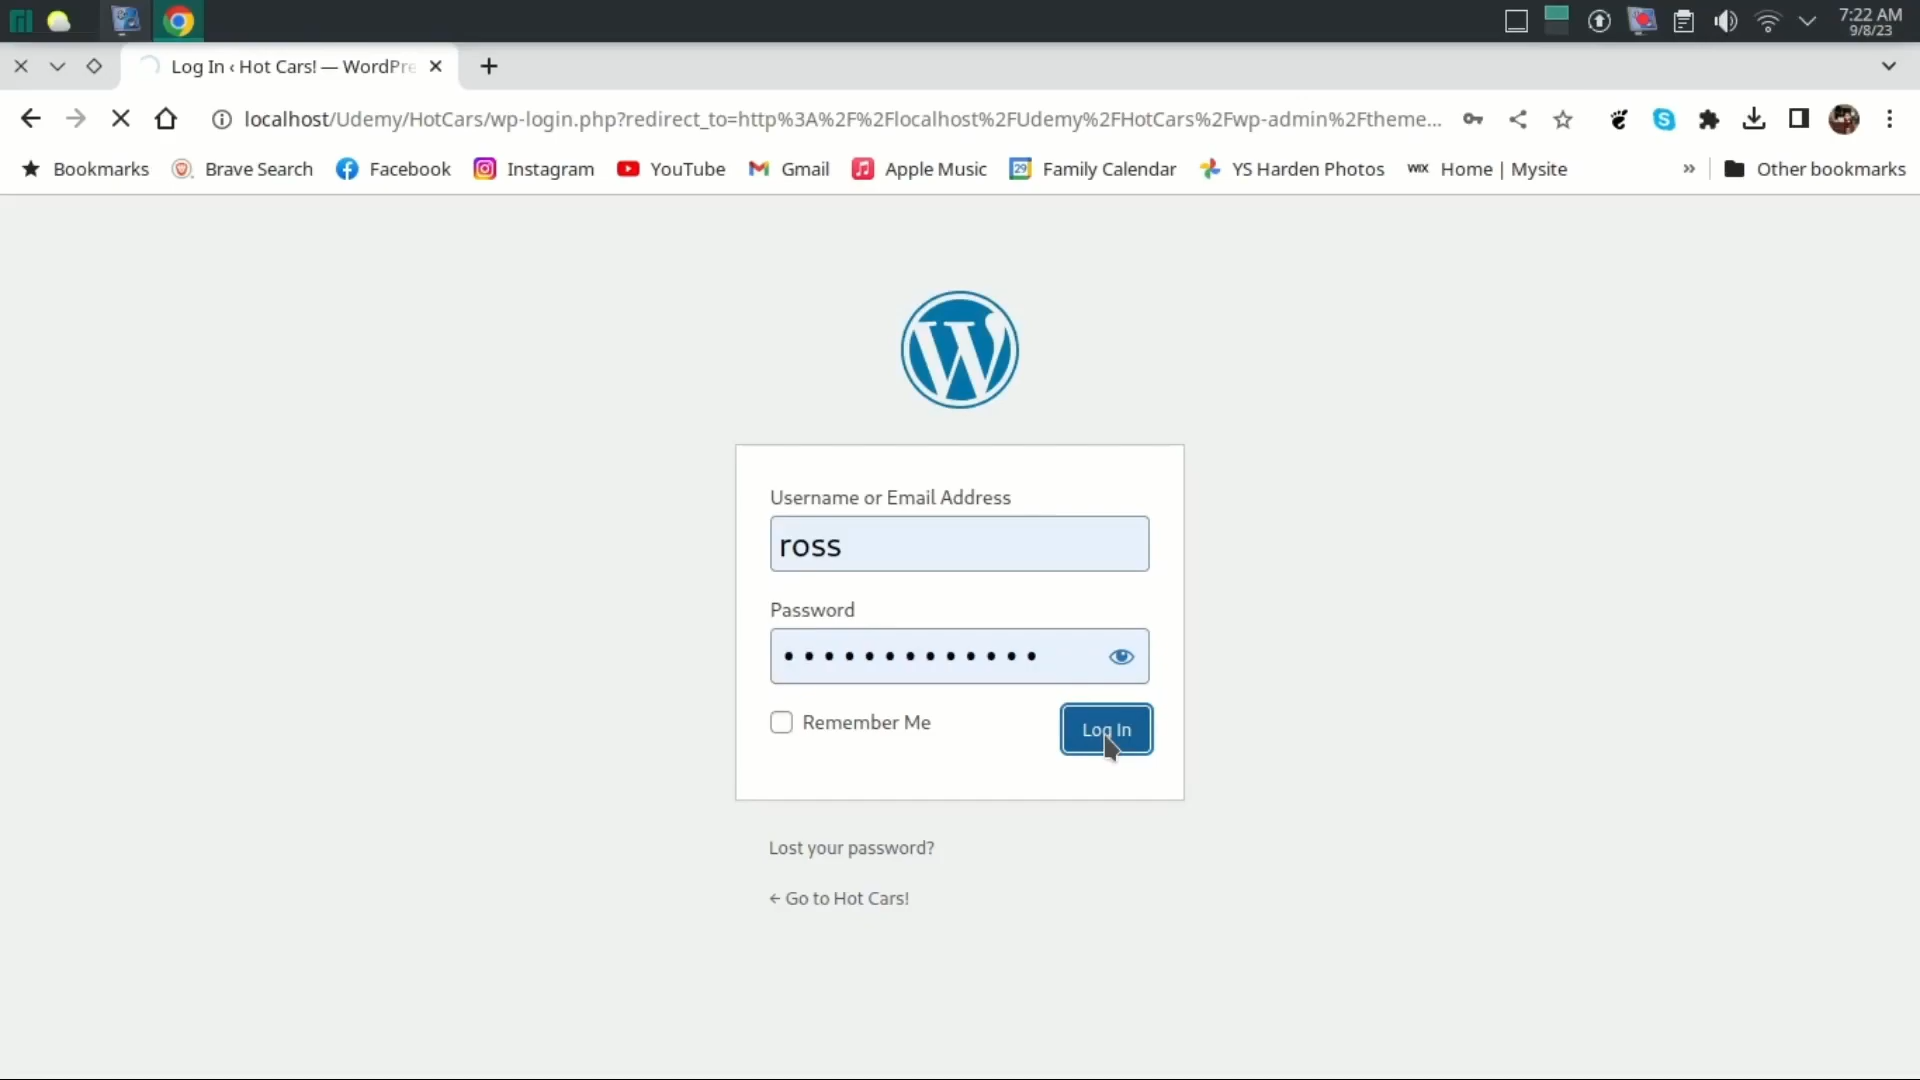 7:22 AM
9/8/23
Log In ‹ Hot Cars! — WordPre
localhost/Udemy/HotCars/wp-login.php?redirect_to=http%3A%2F%2Flocalhost%2FUdemy%2FHotCars%2Fwp-admin%2Ftheme...
Bookmarks Brave Search Facebook Instagram YouTube Gmail Apple Music 29 Family Calendar YS Harden Photos WIX Home | Mysite » Other bookmarks
Username or Email Address
ross
Password
Remember Me
Log In
Lost your password?
← Go to Hot Cars!